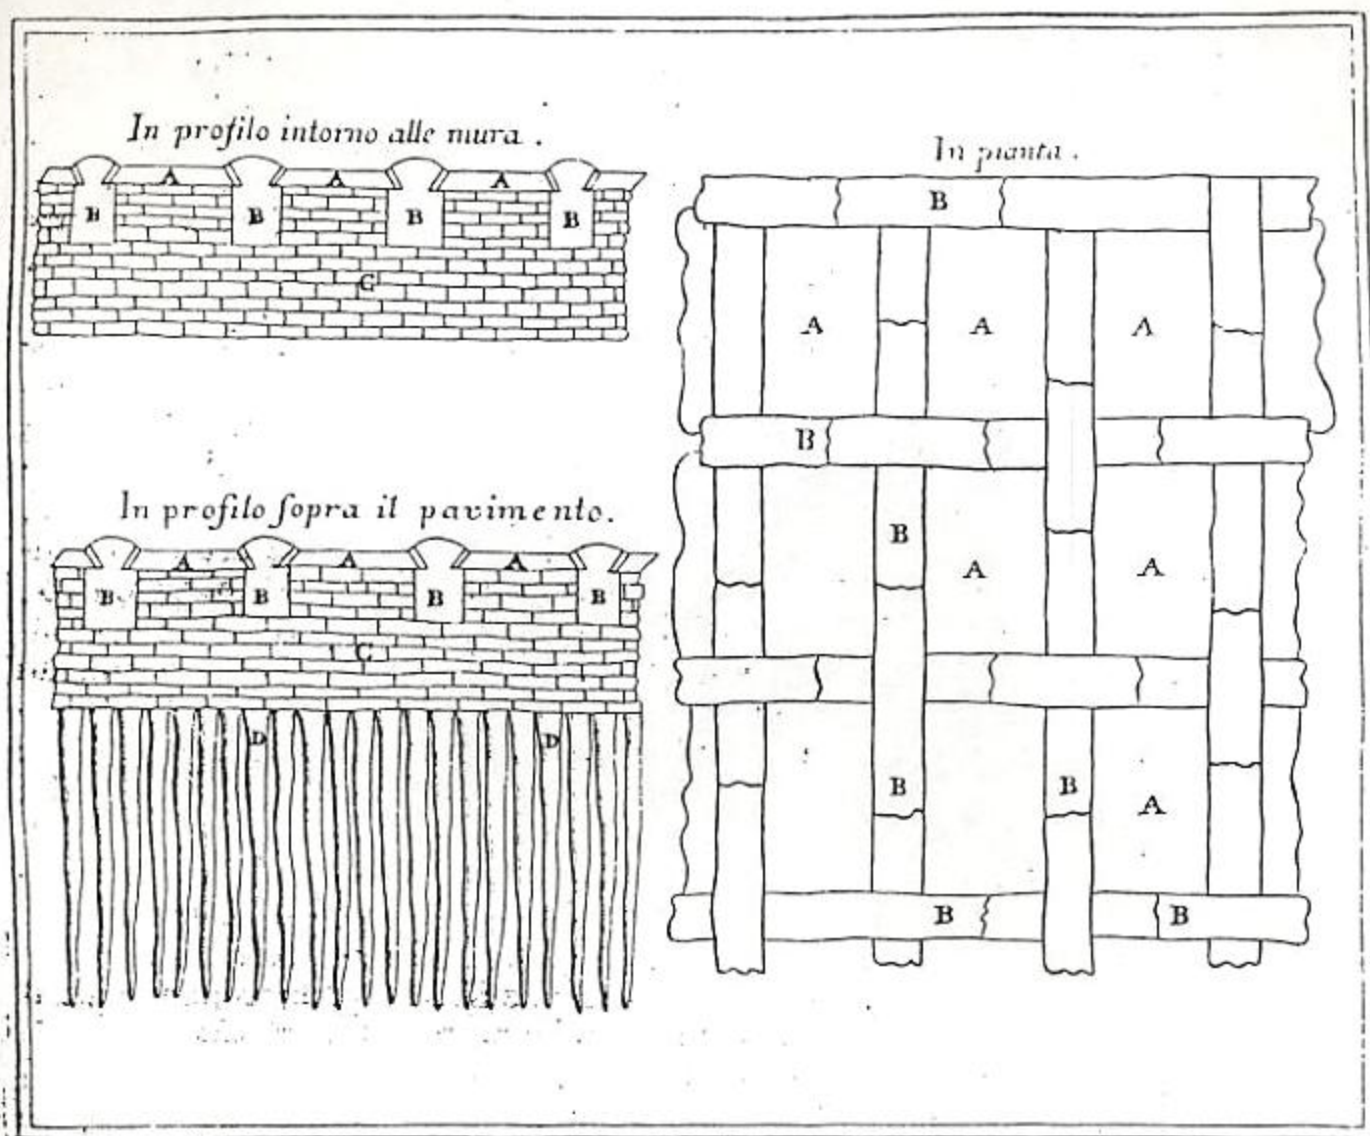 In profilo intorno alle mura.
A A A
B B B B
C
In profilo ſopra il pavimento.
A A A
B B B B
C
D D
In pianta.
B
A A A
B
B
A A
B B
A
B B